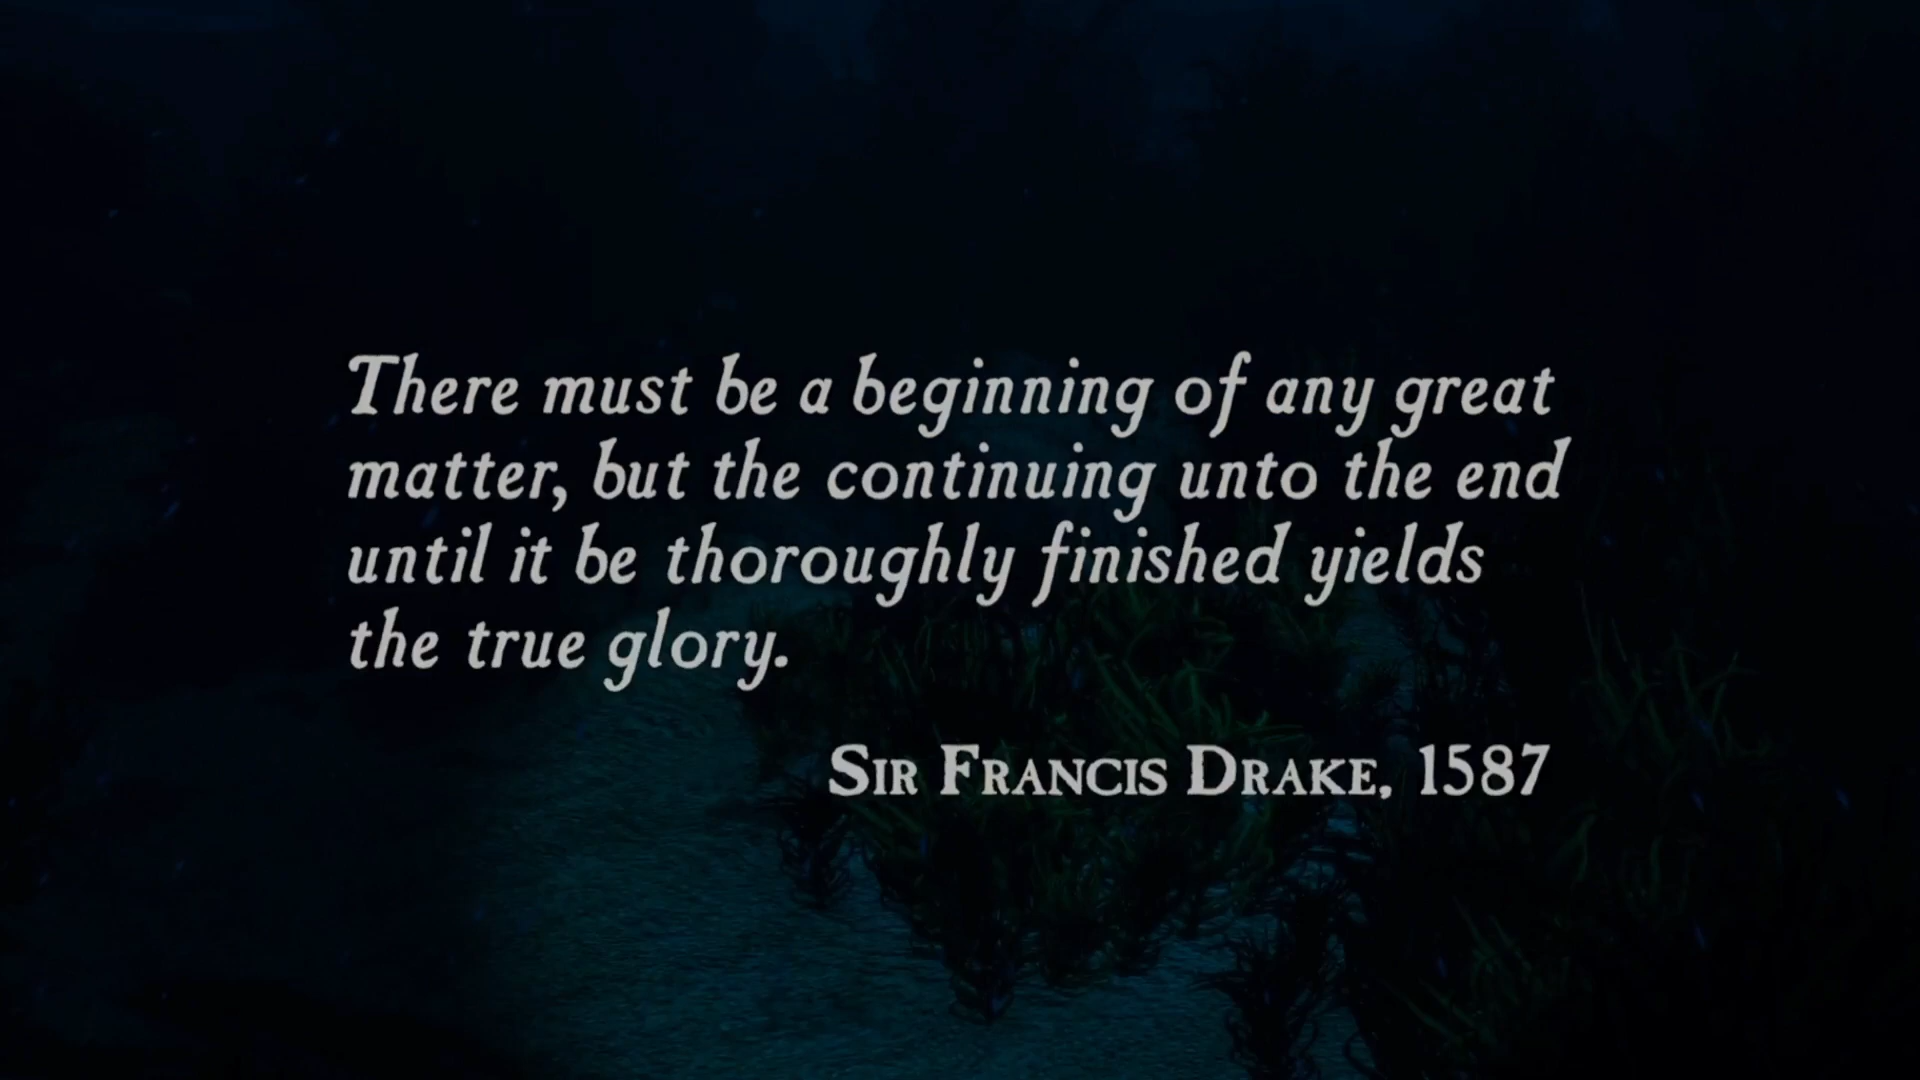 There must be a beginning of any great
matter, but the continuing unto the end
until it be thoroughly finished yields
the true glory.
Sir Francis Drake, 1587